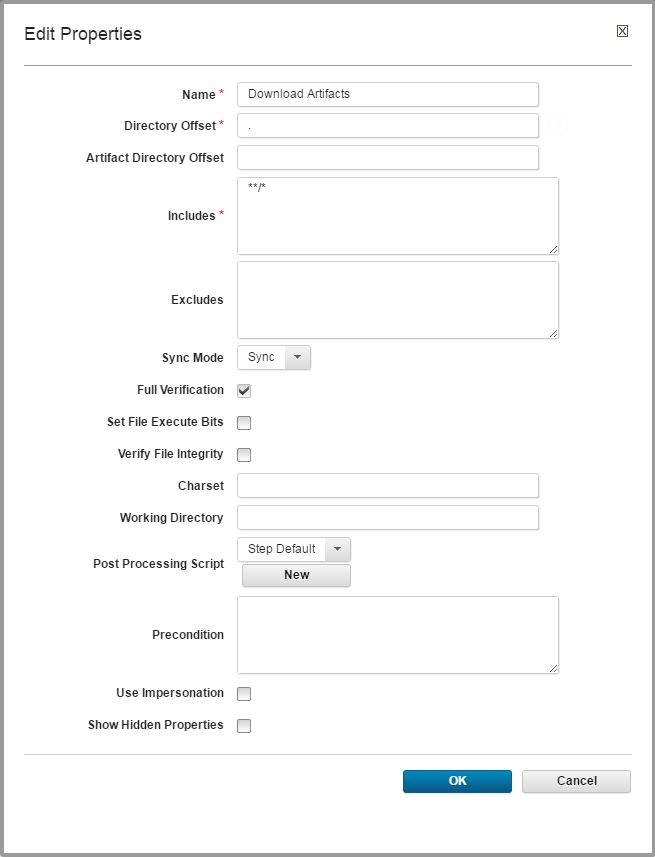 Edit Properties
Name * Download Artifacts
Directory Offset * .
Artifact Directory Offset
Includes * **/*
Excludes
Sync Mode Sync
Full Verification
Set File Execute Bits
Verify File Integrity
Charset
Working Directory
Post Processing Script Step Default
New
Precondition
Use Impersonation
Show Hidden Properties
OK Cancel